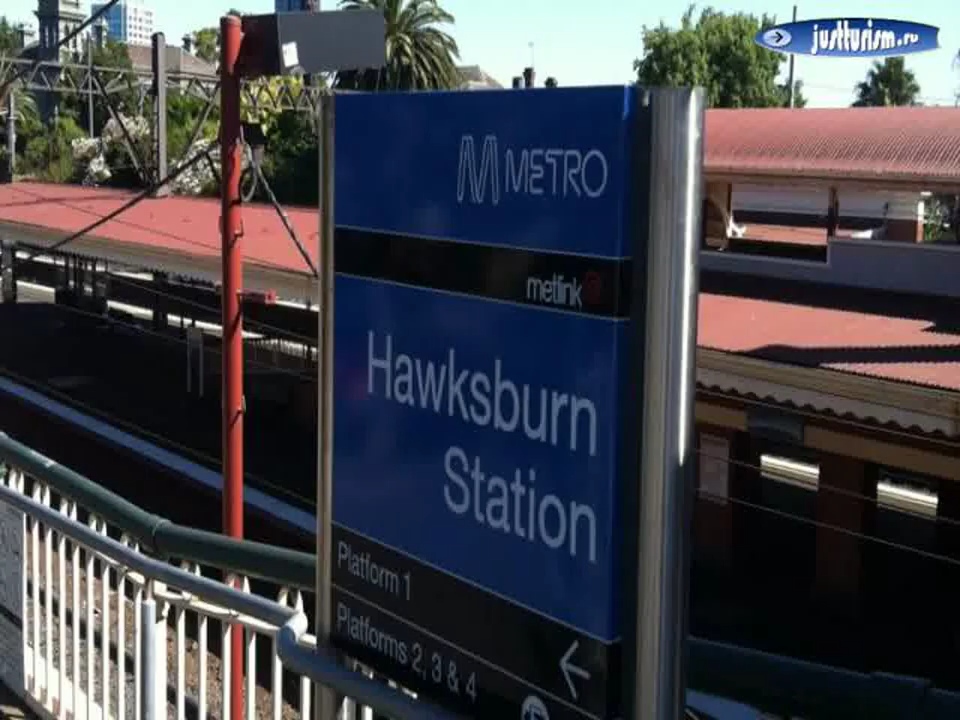 justturism.ru
METRO
metlink
Hawksburn
Station
Platform 1
Platforms 2, 3 & 4